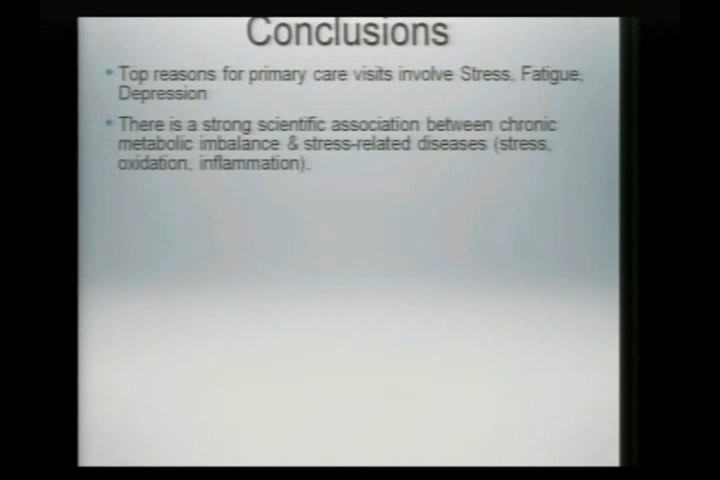 Conclusions
Top reasons for primary care visits involve Stress, Fatigue,
Depression
There is a strong scientific association between chronic
metabolic imbalance & stress-related diseases (stress,
oxidation, inflammation).